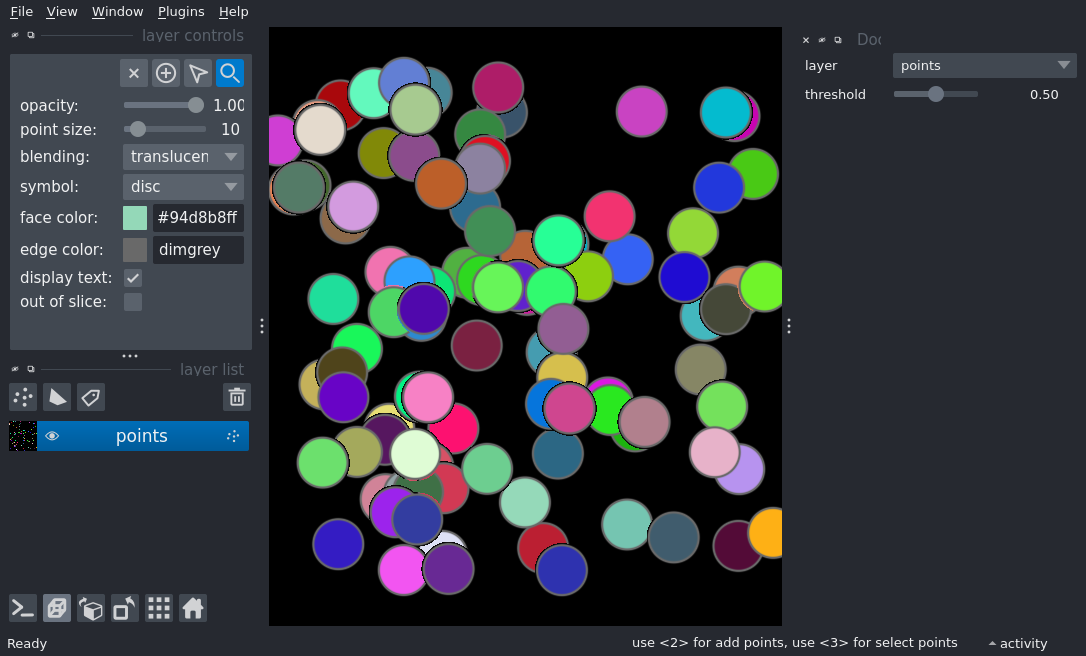 File View Window Plugins Help
layer controls
opacity: 1.00
point size: 10
blending: translucen
symbol: disc
face color: #94d8b8ff
edge color: dimgrey
display text:
out of slice:
layer list
points
Doc
layer points
threshold 0.50
Ready
use <2> for add points, use <3> for select points
activity